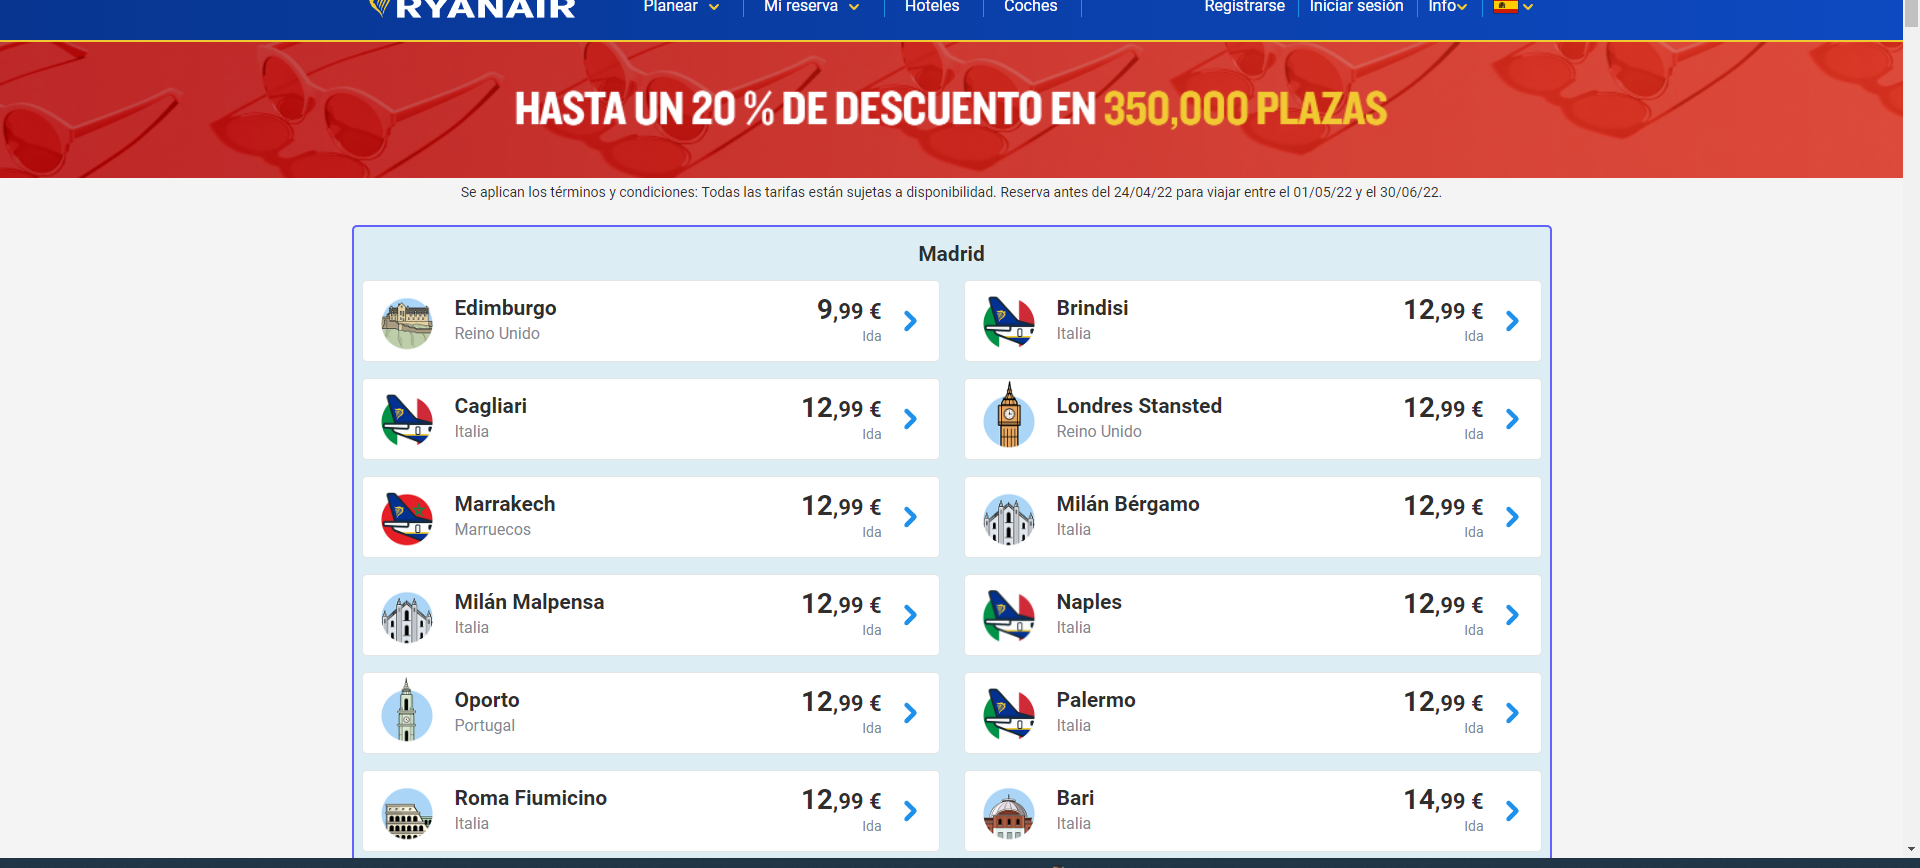 RYANAIR
Planear
Mi reserva
Hoteles
Coches
Registrarse
Iniciar sesión
Info
HASTA UN 20 % DE DESCUENTO EN 350,000 PLAZAS
Se aplican los términos y condiciones: Todas las tarifas están sujetas a disponibilidad. Reserva antes del 24/04/22 para viajar entre el 01/05/22 y el 30/06/22.
Madrid
Edimburgo
Reino Unido
9,99 €
Ida
Brindisi
Italia
12,99 €
Ida
Cagliari
Italia
12,99 €
Ida
Londres Stansted
Reino Unido
12,99 €
Ida
Marrakech
Marruecos
12,99 €
Ida
Milán Bérgamo
Italia
12,99 €
Ida
Milán Malpensa
Italia
12,99 €
Ida
Naples
Italia
12,99 €
Ida
Oporto
Portugal
12,99 €
Ida
Palermo
Italia
12,99 €
Ida
Roma Fiumicino
Italia
12,99 €
Ida
Bari
Italia
14,99 €
Ida